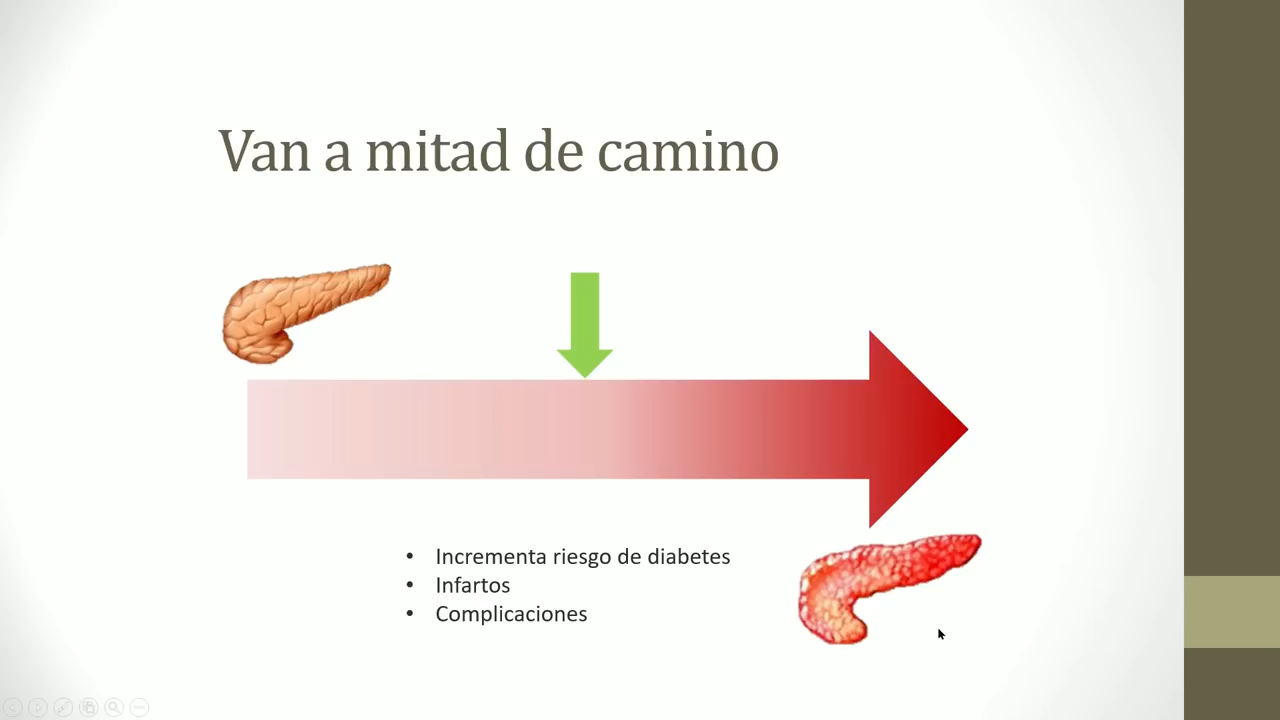 Van a mitad de camino
• Incrementa riesgo de diabetes
• Infartos
• Complicaciones